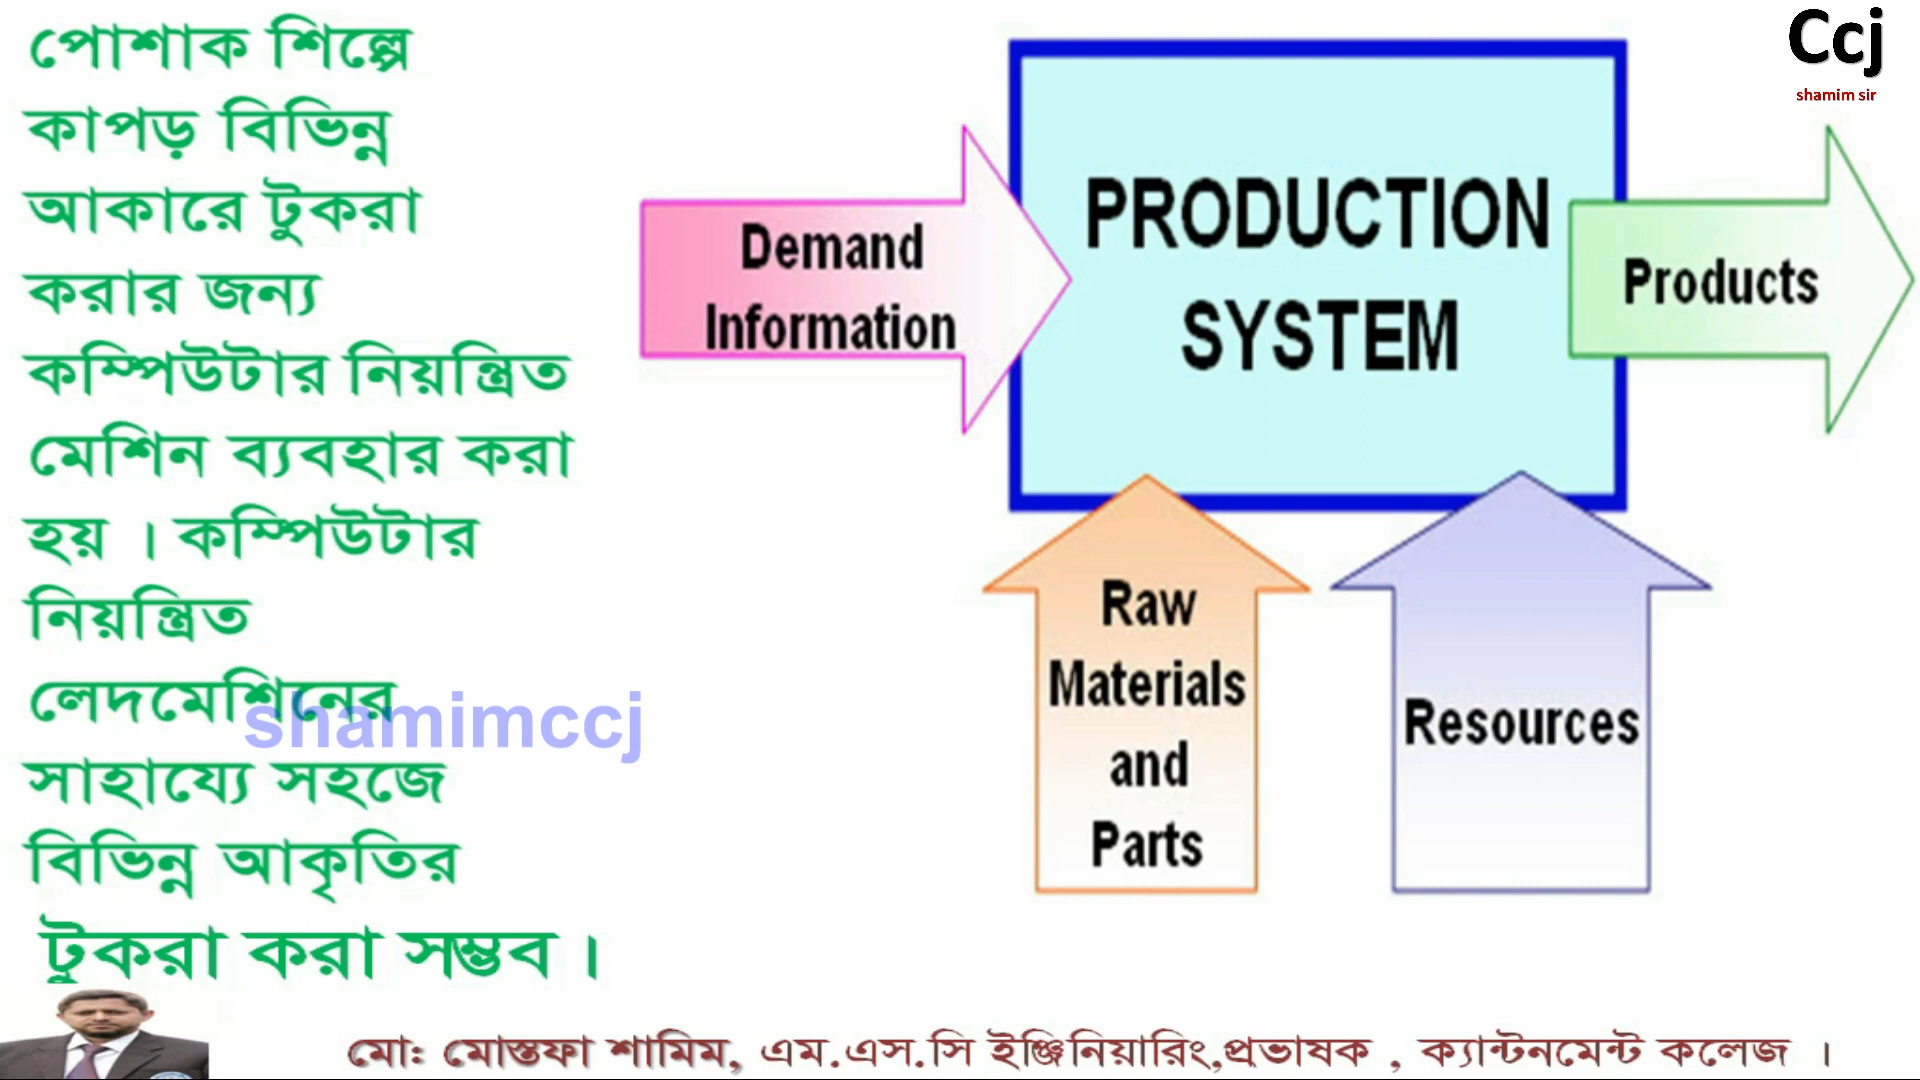 পোশাক শিল্পে
কাপড় বিভিন্ন
আকারে টুকরা
করার জন্য
কম্পিউটার নিয়ন্ত্রিত
মেশিন ব্যবহার করা
হয় । কম্পিউটার
নিয়ন্ত্রিত
লেদমেশিনের
সাহায্যে সহজে
বিভিন্ন আকৃতির
টুকরা করা সম্ভব ।
shamimccj
Demand
Information
PRODUCTION
SYSTEM
Products
Raw
Materials
and
Parts
Resources
Ccj
shamim sir
মো: মোস্তফা শামিম, এম.এস.সি ইঞ্জিনিয়ারিং,প্রভাষক , ক্যান্টনমেন্ট কলেজ ।